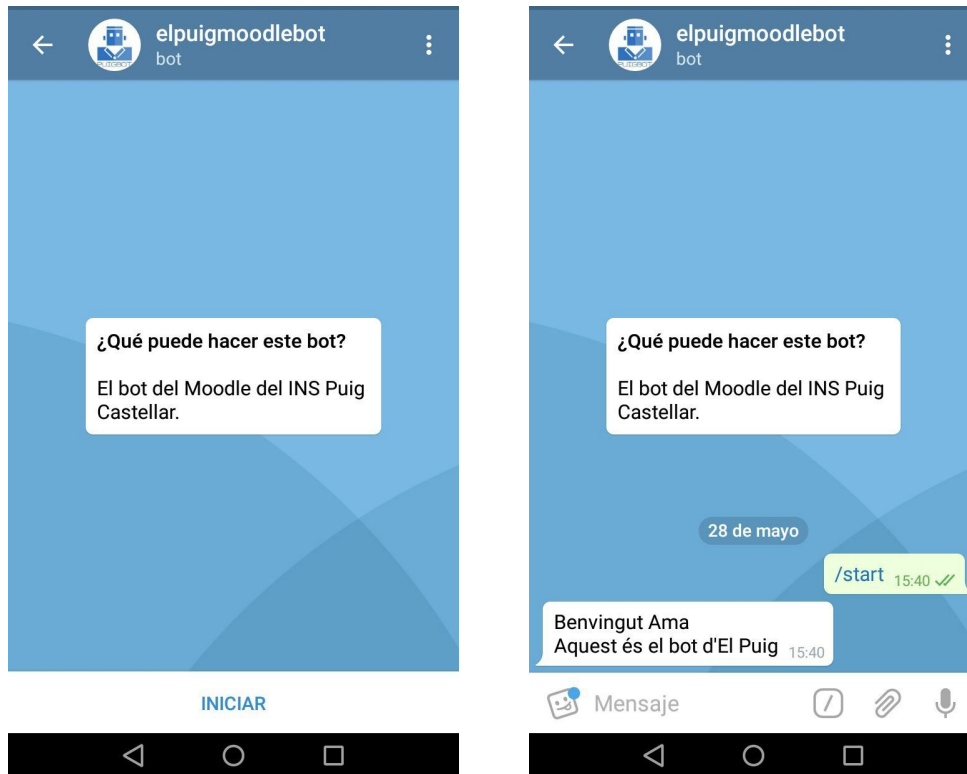 elpuigmoodlebot
bot
¿Qué puede hacer este bot?
El bot del Moodle del INS Puig
Castellar.
INICIAR
elpuigmoodlebot
bot
¿Qué puede hacer este bot?
El bot del Moodle del INS Puig
Castellar.
28 de mayo
/start 15:40
Benvingut Ama
Aquest és el bot d'El Puig 15:40
Mensaje